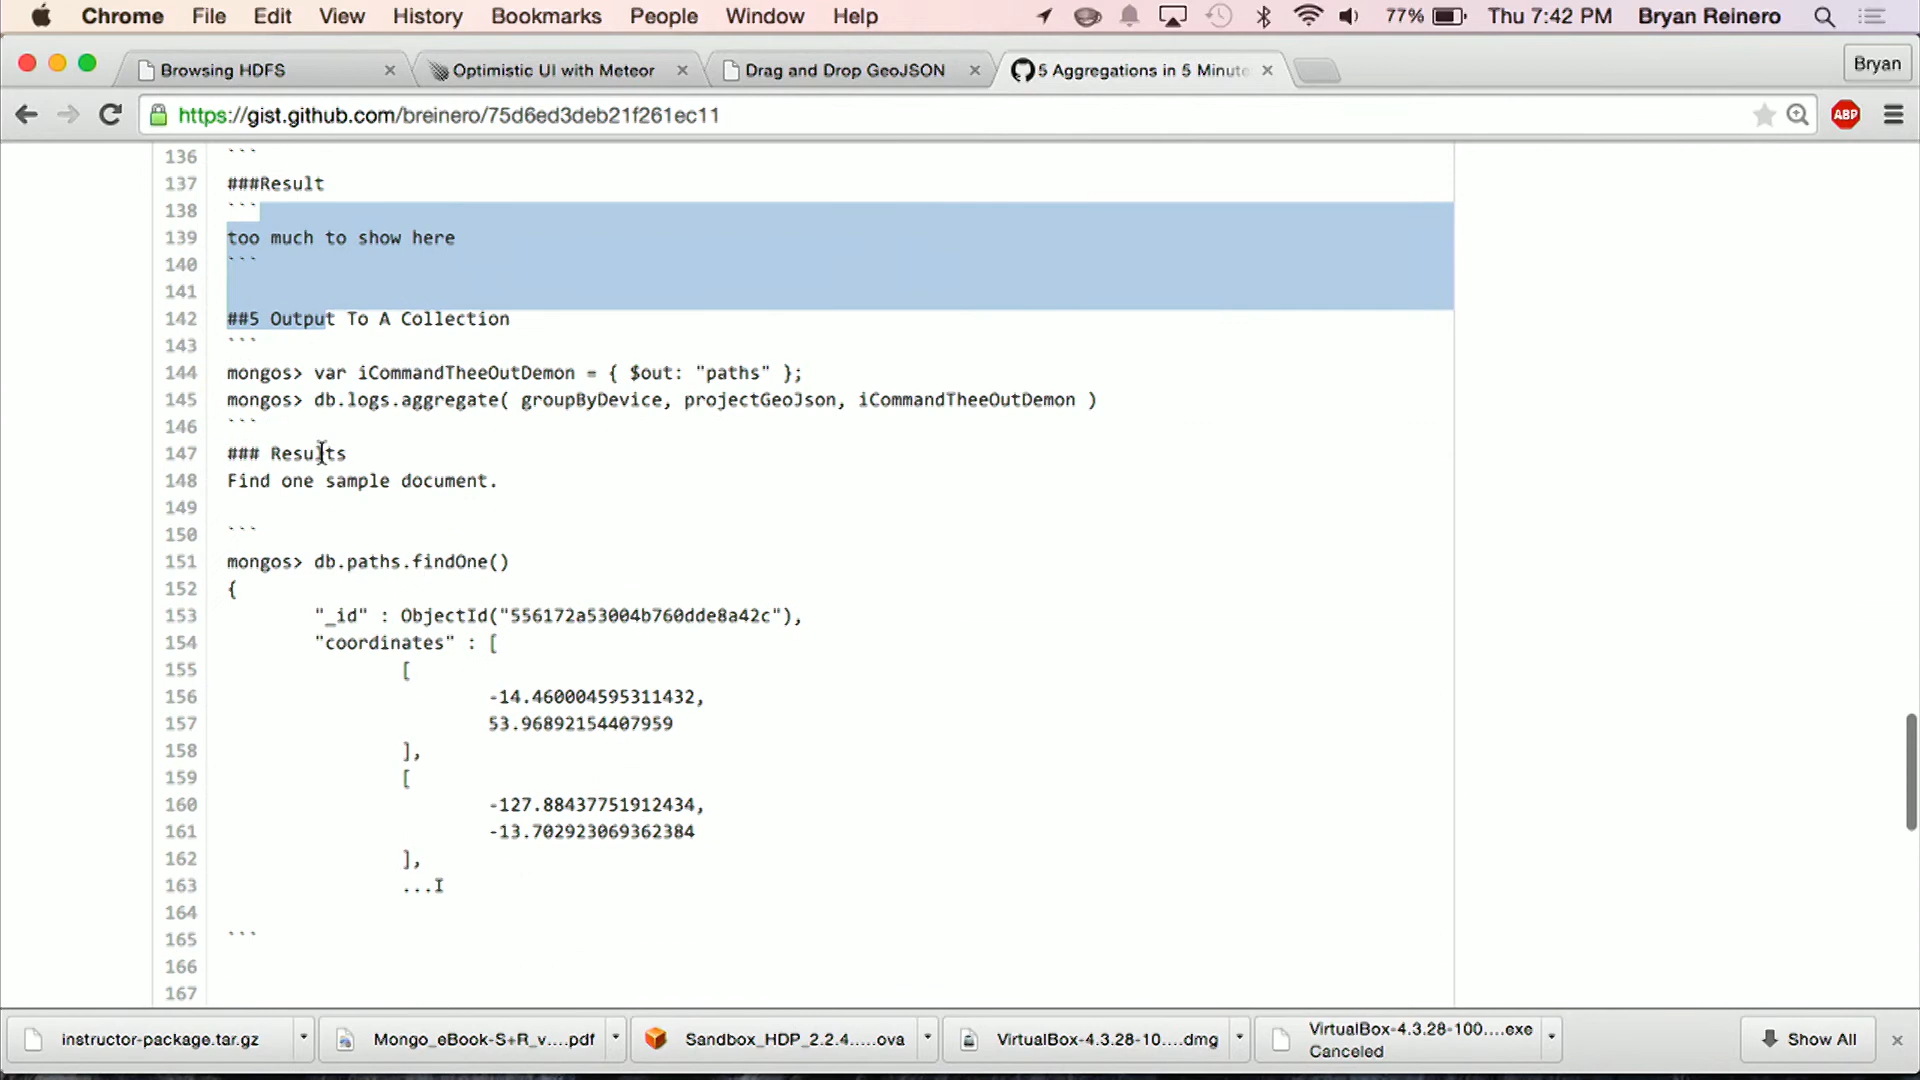 Chrome File Edit View History Bookmarks People Window Help 77% Thu 7:42 PM Bryan Reinero
Browsing HDFS Optimistic UI with Meteor Drag and Drop GeoJSON 5 Aggregations in 5 Minute Bryan
https://gist.github.com/breinero/75d6ed3deb21f261ec11 ABP
136 ```
137 ###Result
138 ```
139 too much to show here
140 ```
141
142 ##5 Output To A Collection
143 ```
144 mongos> var iCommandTheeOutDemon = { $out: "paths" };
145 mongos> db.logs.aggregate( groupByDevice, projectGeoJson, iCommandTheeOutDemon )
146 ```
147 ### Results
148 Find one sample document.
149
150 ```
151 mongos> db.paths.findOne()
152 {
153 "_id" : ObjectId("556172a53004b760dde8a42c"),
154 "coordinates" : [
155 [
156 -14.460004595311432,
157 53.96892154407959
158 ],
159 [
160 -127.88437751912434,
161 -13.702923069362384
162 ],
163 ...
164
165 ```
166
167
instructor-package.tar.gz Mongo_eBook-S+R_v....pdf Sandbox_HDP_2.2.4.....ova VirtualBox-4.3.28-10....dmg VirtualBox-4.3.28-100....exe Show All
Canceled